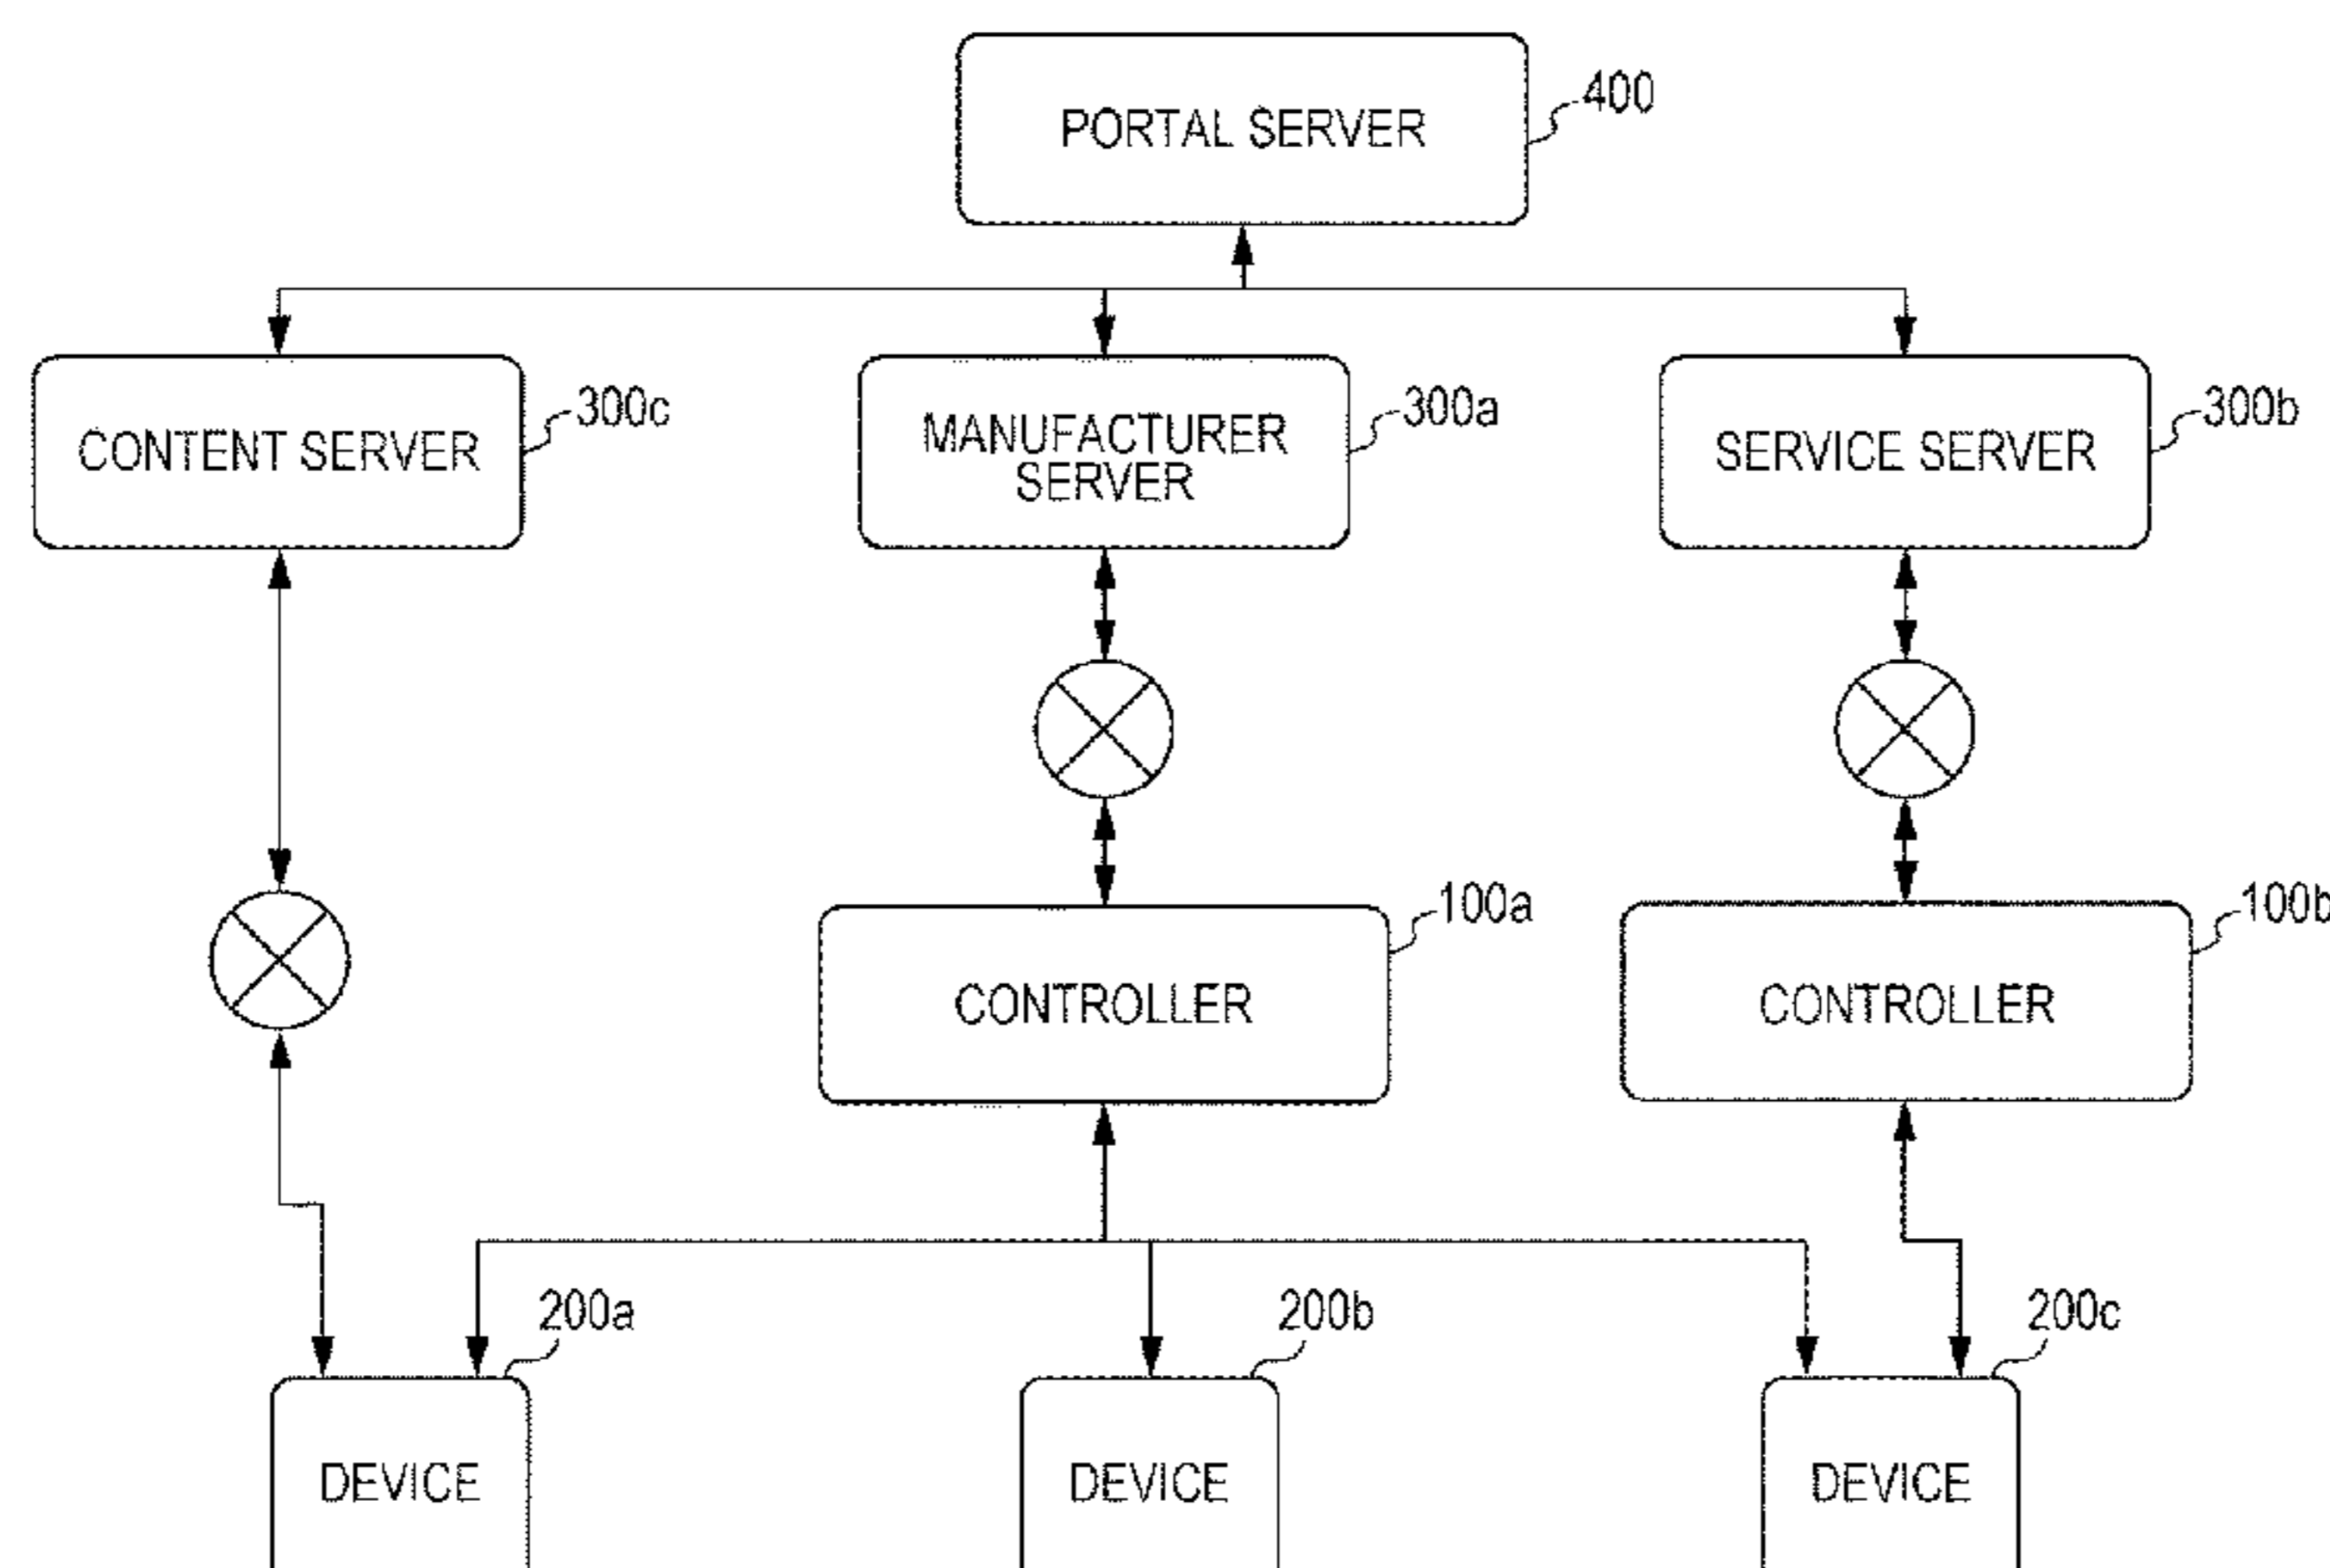 PORTAL SERVER
400
CONTENT SERVER
300c
MANUFACTURER
SERVER
300a
SERVICE SERVER
300b
CONTROLLER
100a
CONTROLLER
100b
200a
200b
200c
DEVICE
DEVICE
DEVICE